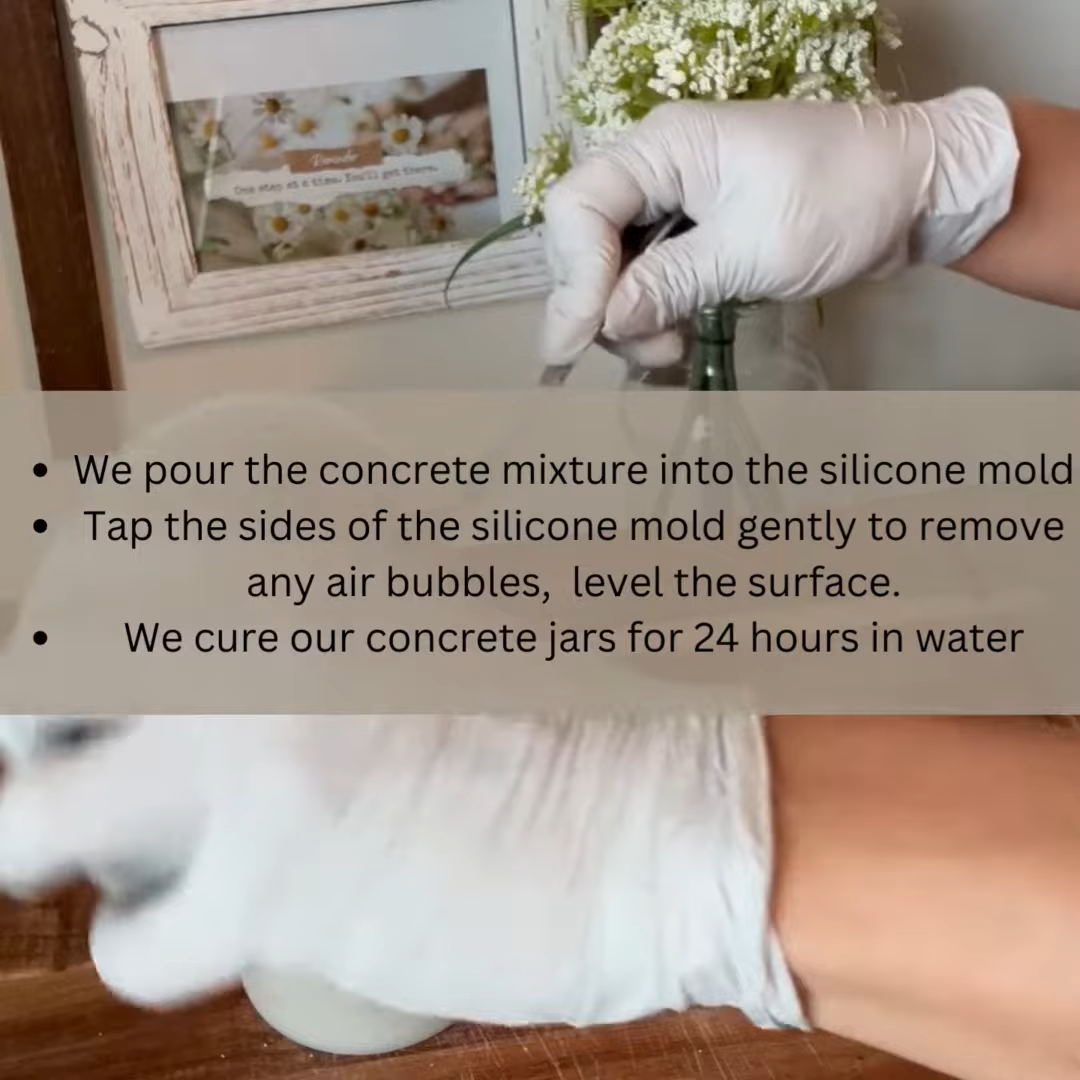 Reminder
One step at a time. You'll get there.
• We pour the concrete mixture into the silicone mold
• Tap the sides of the silicone mold gently to remove
any air bubbles, level the surface.
• We cure our concrete jars for 24 hours in water